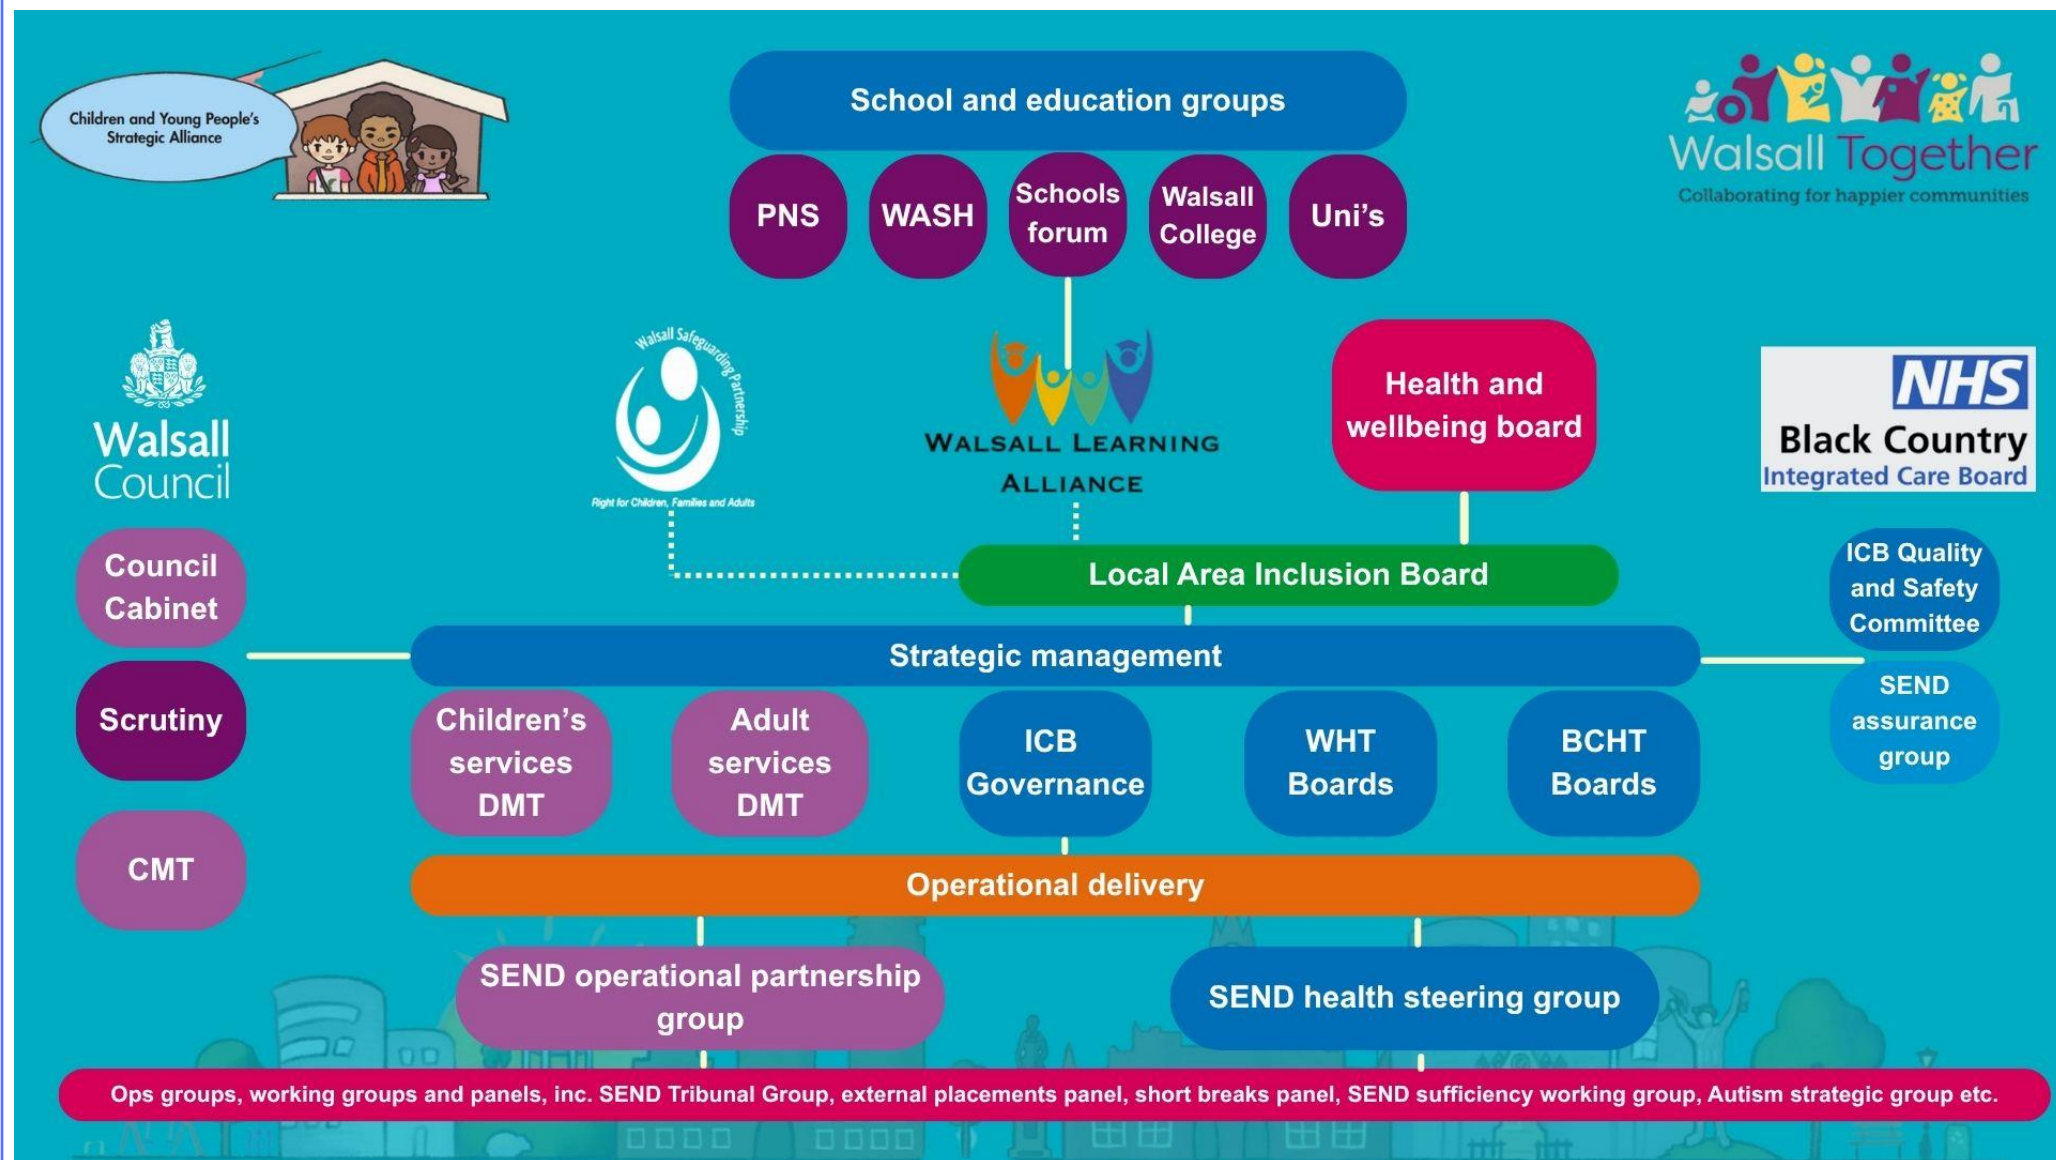 Children and Young People's
Strategic Alliance
School and education groups
Walsall Together
Collaborating for happier communities
PNS
WASH
Schools
forum
Walsall
College
Uni's
Walsall
Council
Walsall Safeguarding Partnership
Right for Children, Families and Adults
WALSALL LEARNING
ALLIANCE
Health and
wellbeing board
NHS
Black Country
Integrated Care Board
Council
Cabinet
Local Area Inclusion Board
ICB Quality
and Safety
Committee
Strategic management
Scrutiny
Children's
services
DMT
Adult
services
DMT
ICB
Governance
WHT
Boards
BCHT
Boards
SEND
assurance
group
CMT
Operational delivery
SEND operational partnership
group
SEND health steering group
Ops groups, working groups and panels, inc. SEND Tribunal Group, external placements panel, short breaks panel, SEND sufficiency working group, Autism strategic group etc.